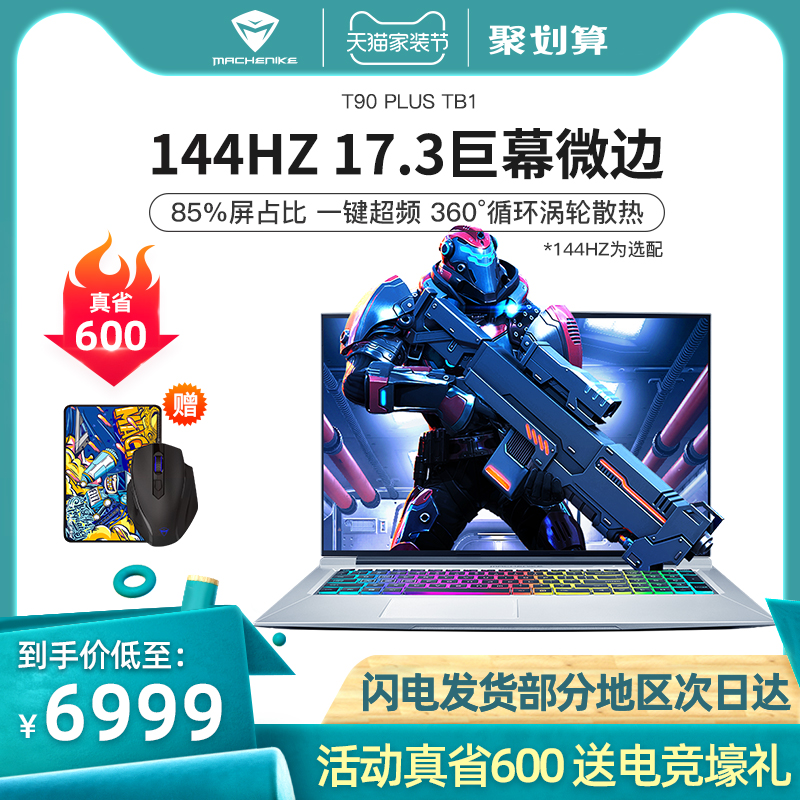 MACHENIKE
天猫家装节
聚划算
T90 PLUS TB1
144HZ 17.3巨幕微边
85%屏占比 一键超频 360°循环涡轮散热
*144HZ为选配
真省
600
赠
到手价低至：
¥6999
闪电发货部分地区次日达
活动真省600 送电竞壕礼